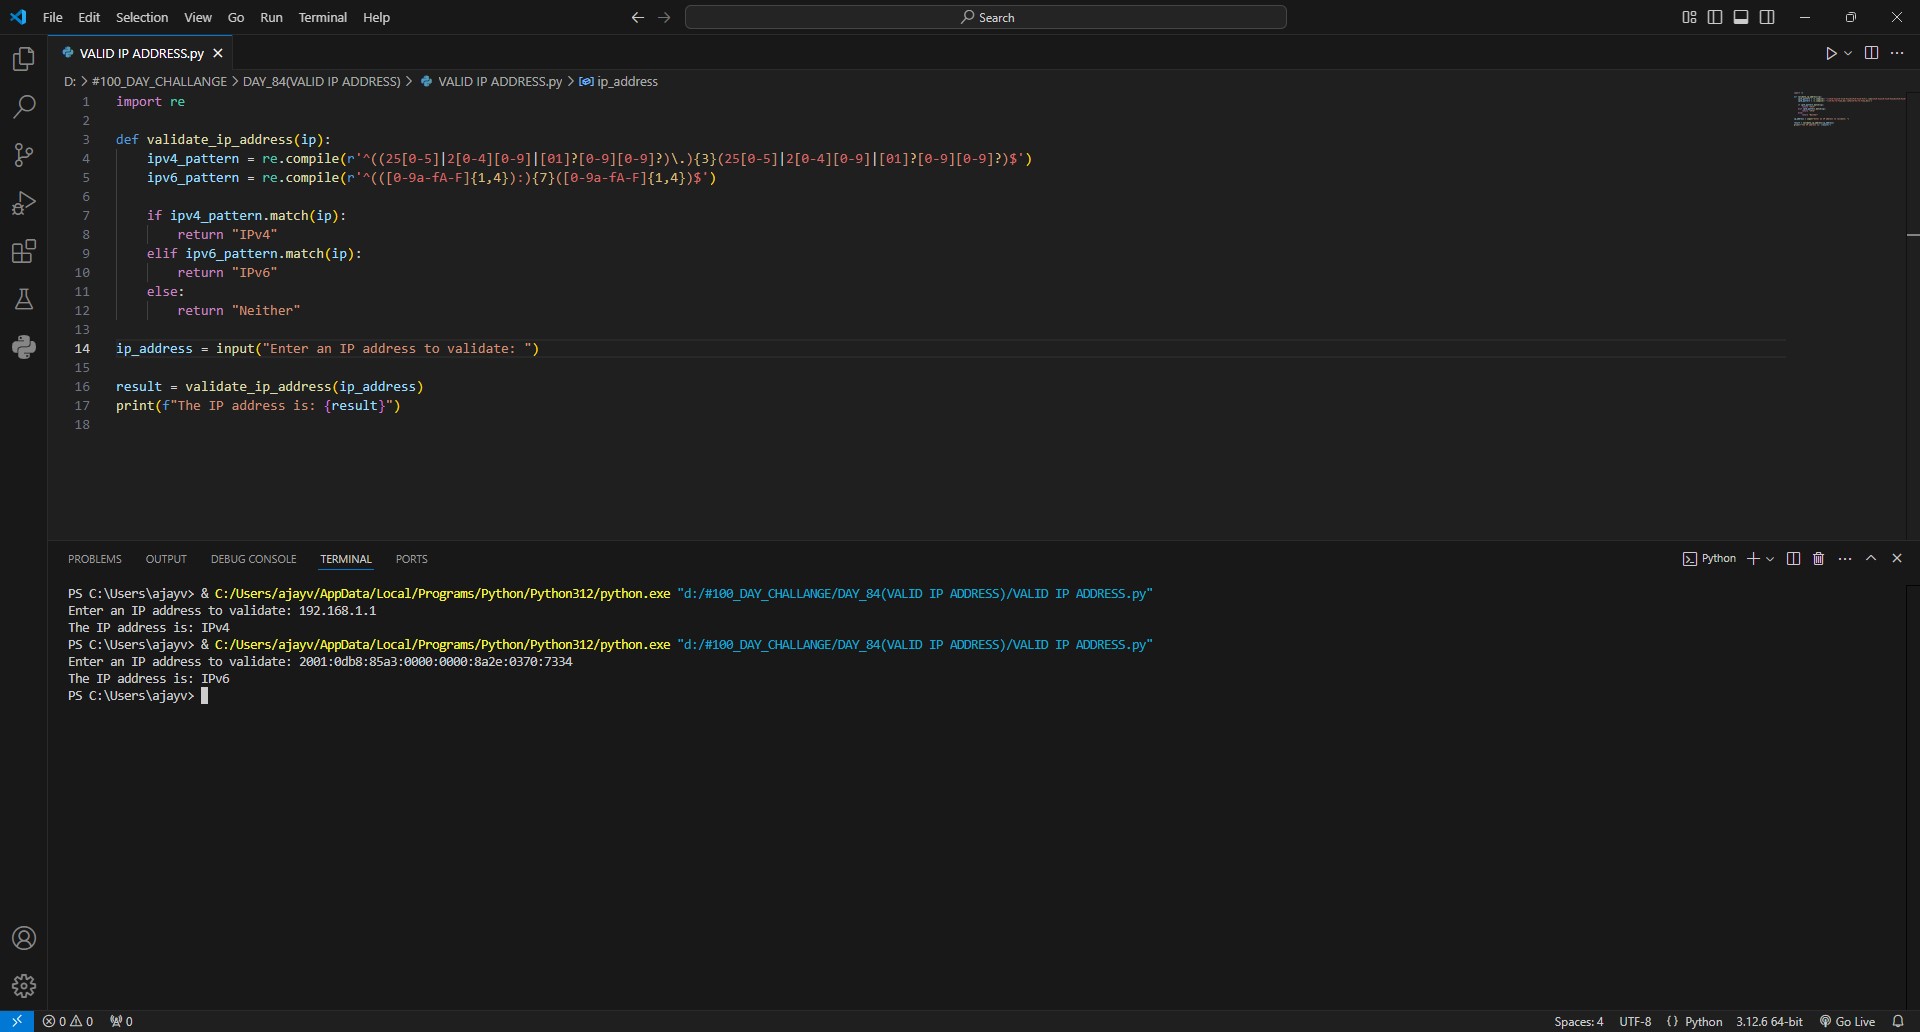 File Edit Selection View Go Run Terminal Help
Search
VALID IP ADDRESS.py
D: > #100_DAY_CHALLANGE > DAY_84(VALID IP ADDRESS) > VALID IP ADDRESS.py > ip_address
1 import re
2
3 def validate_ip_address(ip):
4     ipv4_pattern = re.compile(r'^((25[0-5]|2[0-4][0-9]|[01]?[0-9][0-9]?)\.){3}(25[0-5]|2[0-4][0-9]|[01]?[0-9][0-9]?)$')
5     ipv6_pattern = re.compile(r'^(([0-9a-fA-F]{1,4}):){7}([0-9a-fA-F]{1,4})$')
6
7     if ipv4_pattern.match(ip):
8         return "IPv4"
9     elif ipv6_pattern.match(ip):
10         return "IPv6"
11     else:
12         return "Neither"
13
14 ip_address = input("Enter an IP address to validate: ")
15
16 result = validate_ip_address(ip_address)
17 print(f"The IP address is: {result}")
18
PROBLEMS OUTPUT DEBUG CONSOLE TERMINAL PORTS
Python
PS C:\Users\ajayv> & C:/Users/ajayv/AppData/Local/Programs/Python/Python312/python.exe "d:/#100_DAY_CHALLANGE/DAY_84(VALID IP ADDRESS)/VALID IP ADDRESS.py"
Enter an IP address to validate: 192.168.1.1
The IP address is: IPv4
PS C:\Users\ajayv> & C:/Users/ajayv/AppData/Local/Programs/Python/Python312/python.exe "d:/#100_DAY_CHALLANGE/DAY_84(VALID IP ADDRESS)/VALID IP ADDRESS.py"
Enter an IP address to validate: 2001:0db8:85a3:0000:0000:8a2e:0370:7334
The IP address is: IPv6
PS C:\Users\ajayv>
0 0 0 Spaces: 4 UTF-8 {} Python 3.12.6 64-bit Go Live